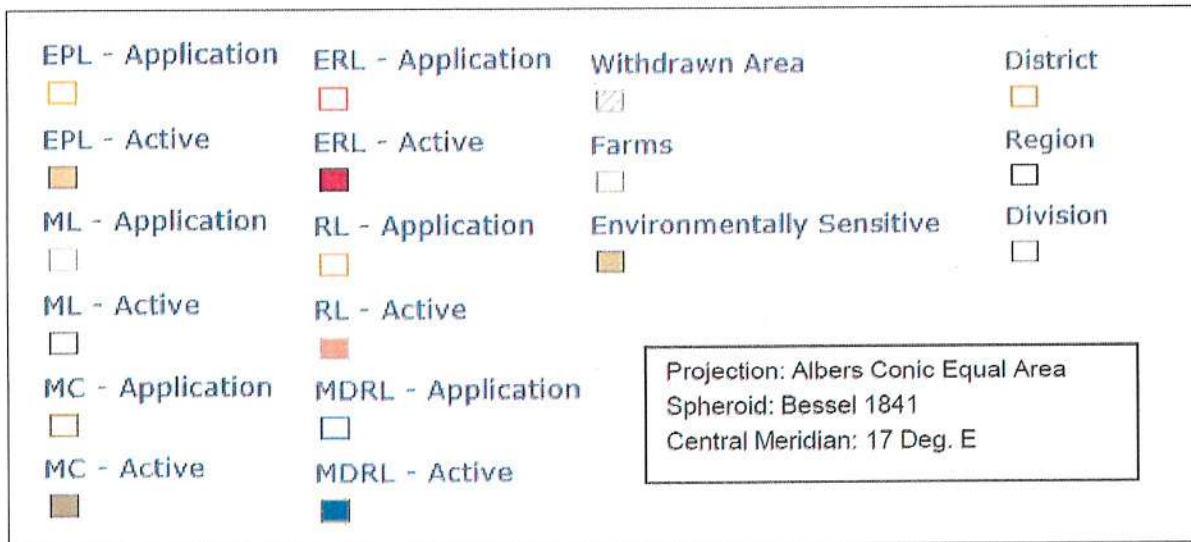 EPL - Application
EPL - Active
ML - Application
ML - Active
MC - Application
MC - Active
ERL - Application
ERL - Active
RL - Application
RL - Active
MDRL - Application
MDRL - Active
Withdrawn Area
Farms
Environmentally Sensitive
District
Region
Division
Projection: Albers Conic Equal Area
Spheroid: Bessel 1841
Central Meridian: 17 Deg. E